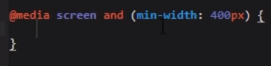 @media screen and (min-width: 400px) {
}